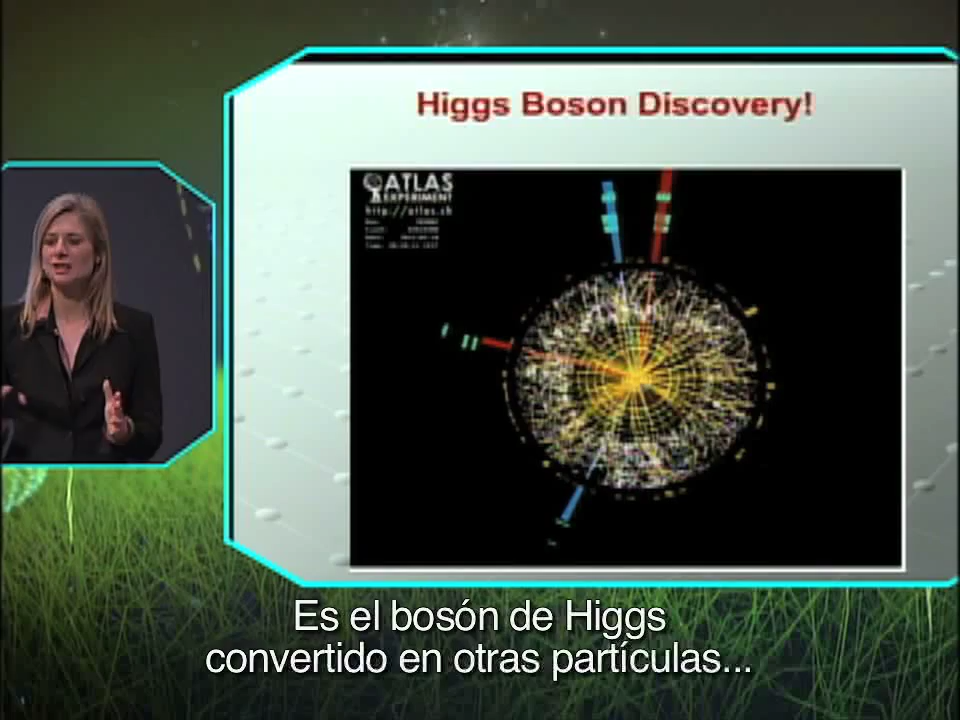 Higgs Boson Discovery!
ATLAS
EXPERIMENT
http://atlas.ch
Es el bosón de Higgs
convertido en otras partículas...